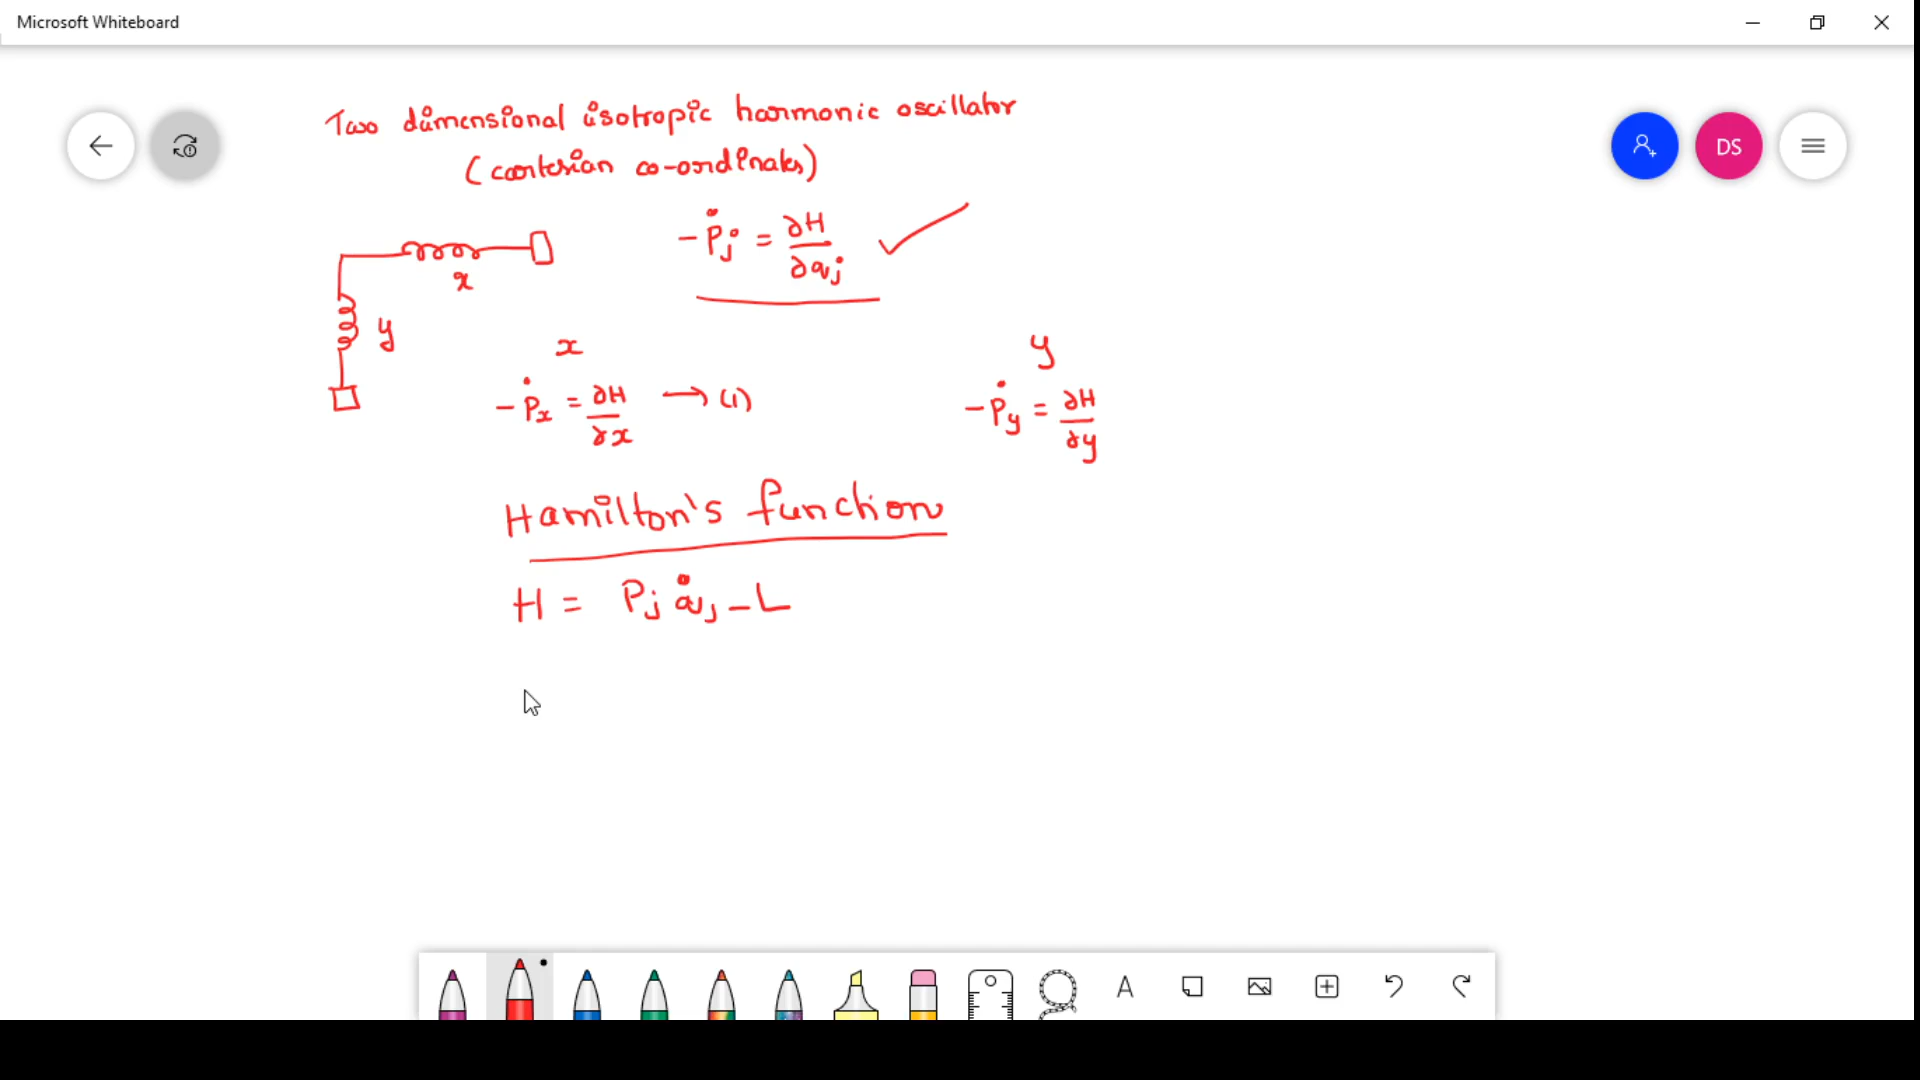 Microsoft Whiteboard
Two dimensional isotropic harmonic oscillator
(cartesian co-ordinates)
DS
-Ṗj = ∂H/∂qj ✓
x
y
x
y
-Ṗx = ∂H/∂x → (1)
-Ṗy = ∂H/∂y
Hamilton's function
H = Pj q̇j - L
A